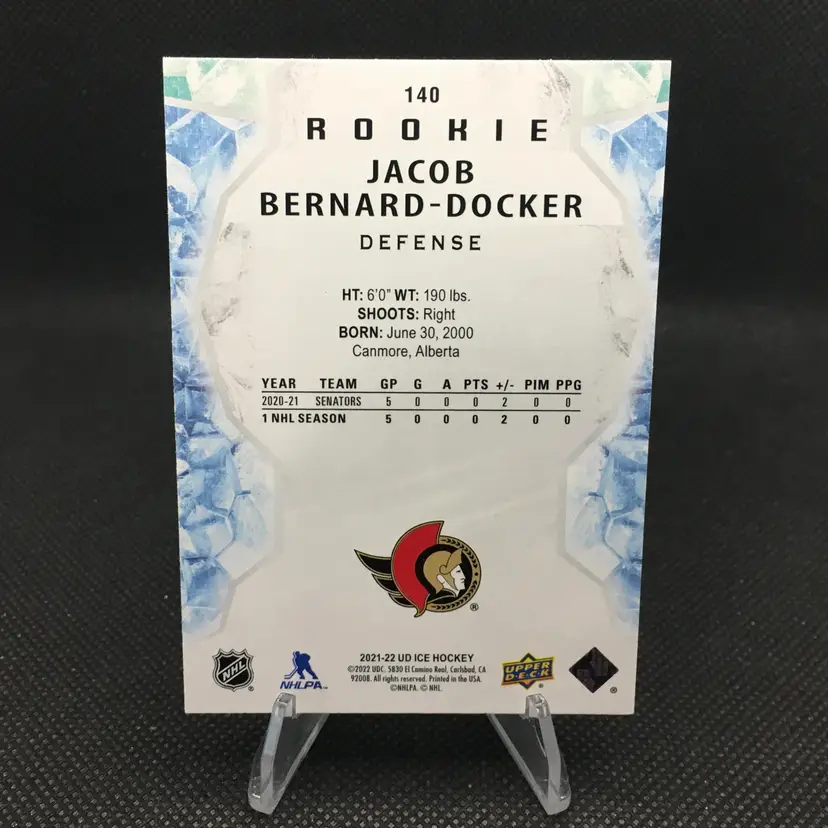 140
ROOKIE
JACOB
BERNARD-DOCKER
DEFENSE
HT: 6'0" WT: 190 lbs.
SHOOTS: Right
BORN: June 30, 2000
Canmore, Alberta
YEAR TEAM GP G A PTS +/- PIM PPG
2020-21 SENATORS 5 0 0 0 2 0 0
1 NHL SEASON 5 0 0 0 2 0 0
®
NHL ®
NHLPA™
2021-22 UD ICE HOCKEY
©2022 UDC. 5830 El Camino Real, Carlsbad, CA
92008. All rights reserved. Printed in the USA.
©NHLPA. © NHL.
UPPER
DECK ®
®